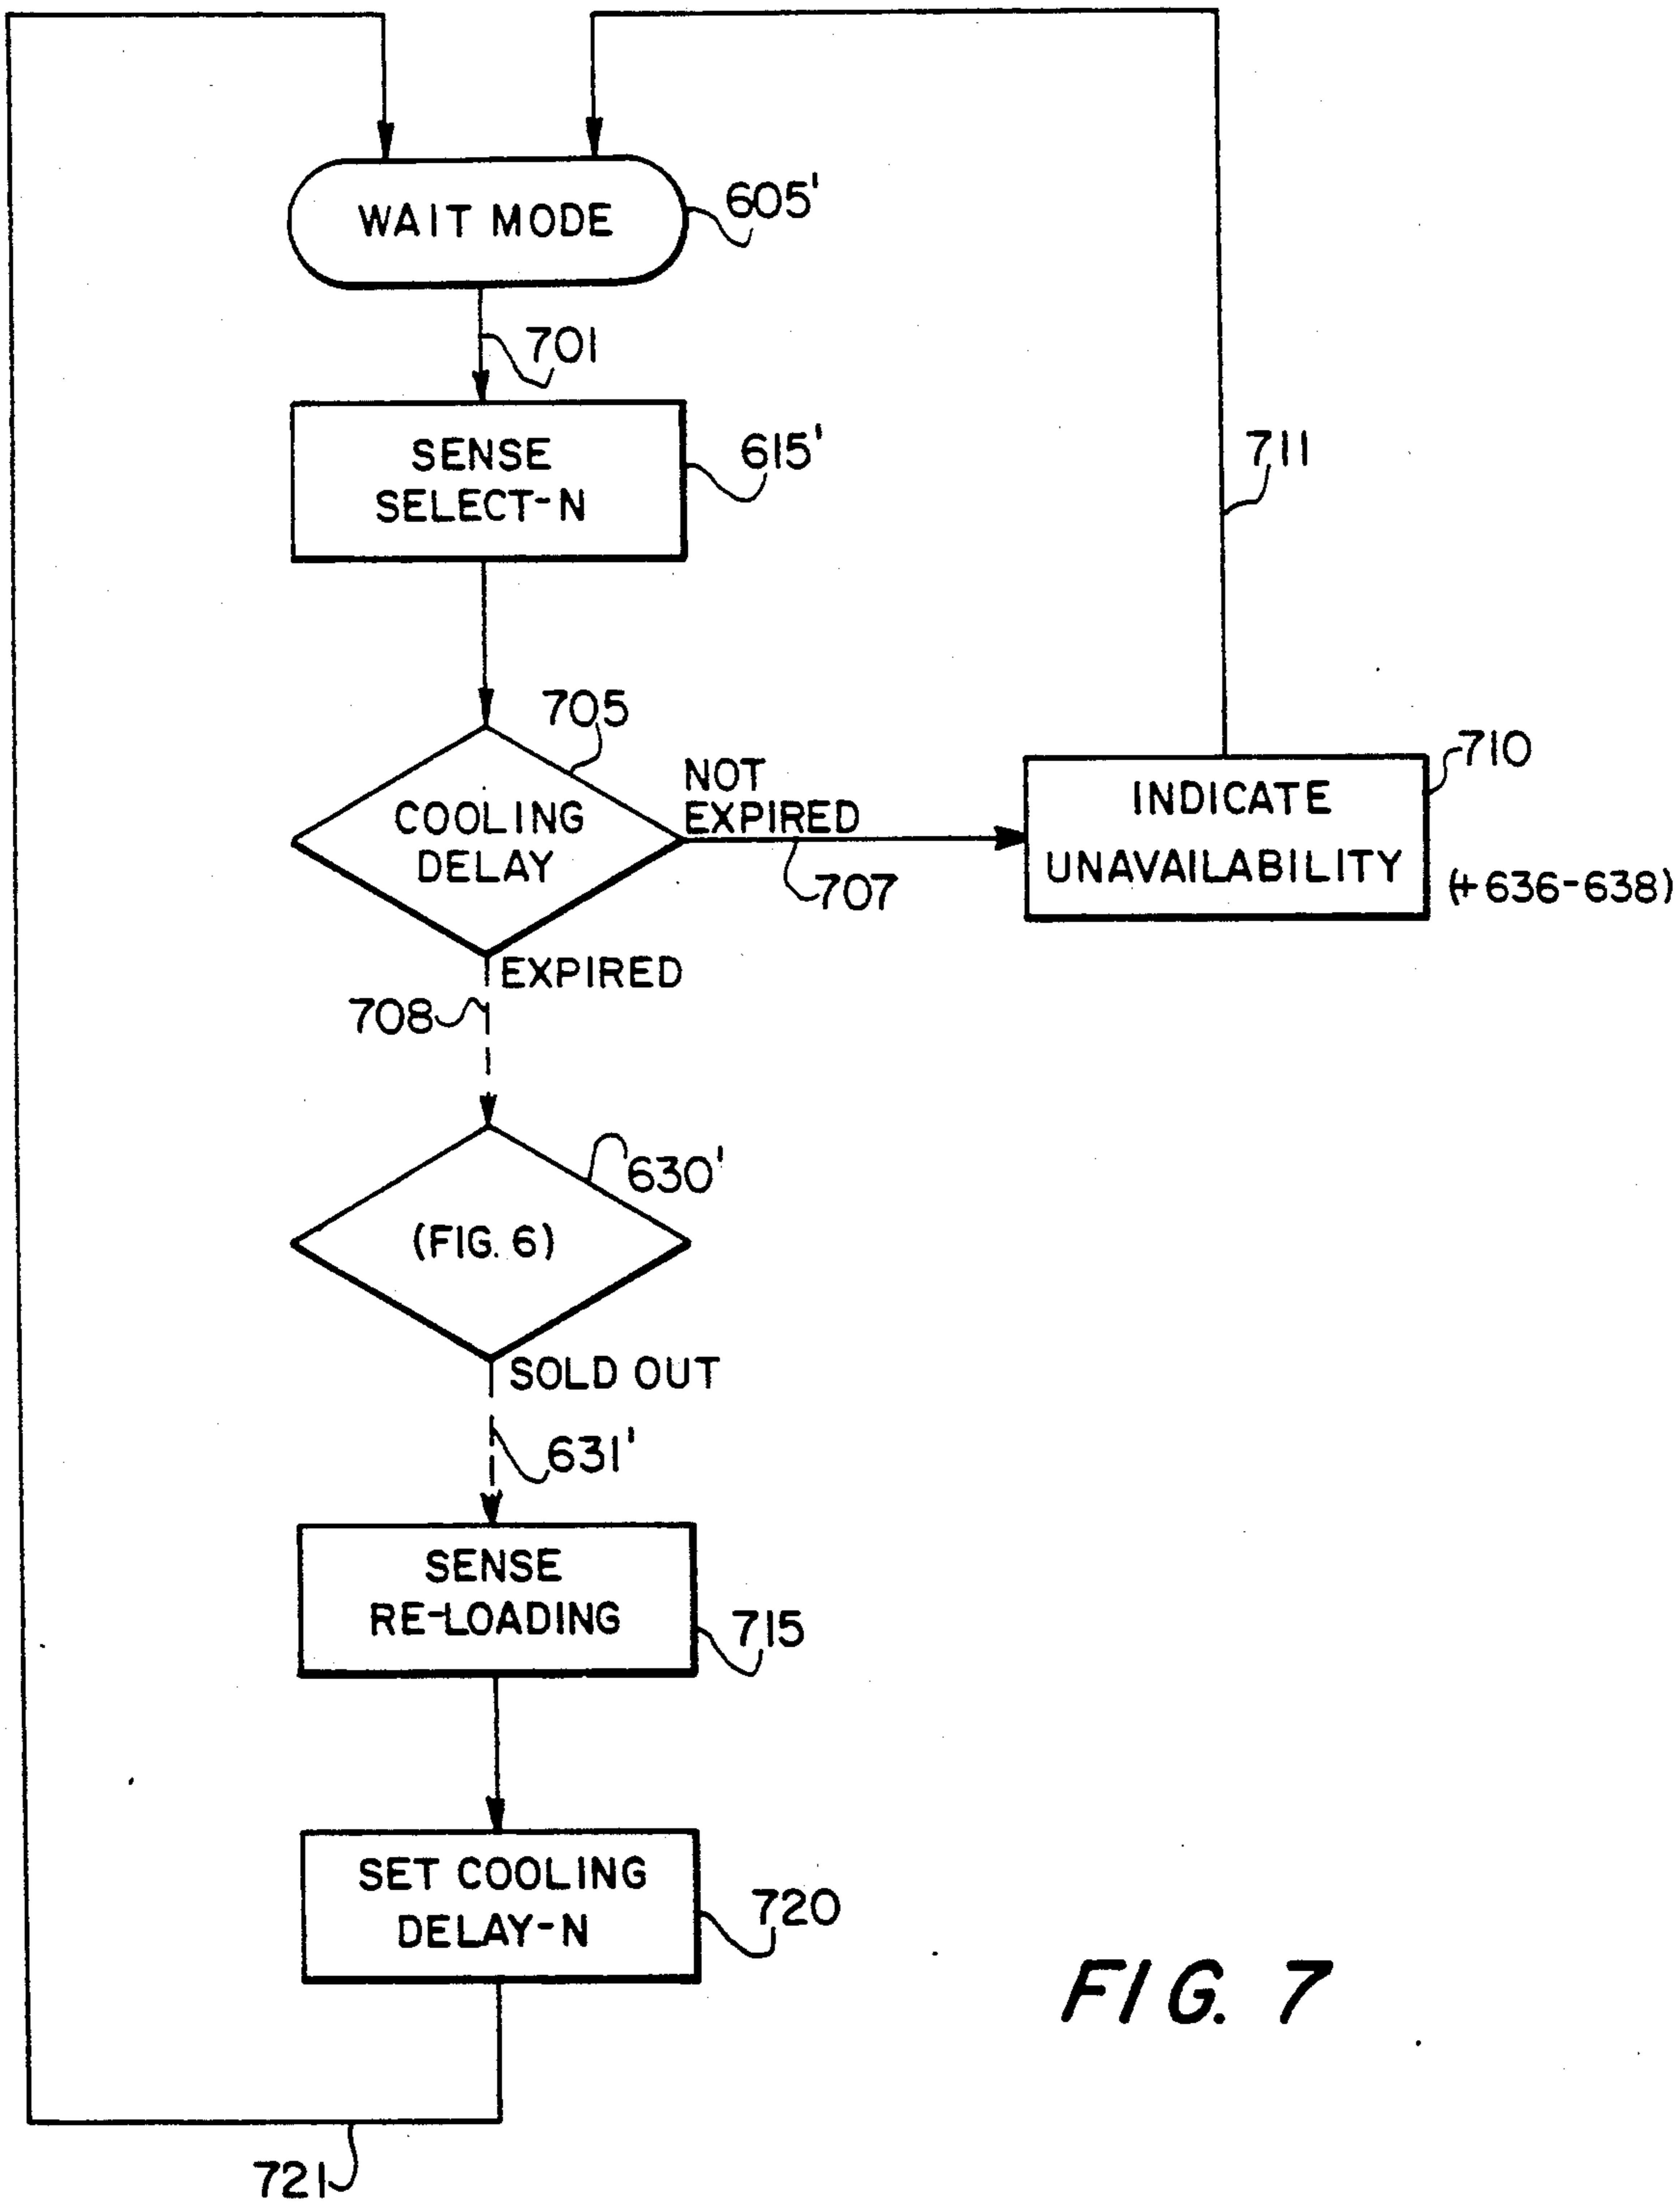 WAIT MODE
605'
701
SENSE
SELECT-N
615'
711
705
COOLING
DELAY
NOT
EXPIRED
707
INDICATE
UNAVAILABILITY
710
(+636-638)
EXPIRED
708
630'
(FIG. 6)
SOLD OUT
631'
SENSE
RE-LOADING
715
SET COOLING
DELAY-N
720
721
FIG. 7